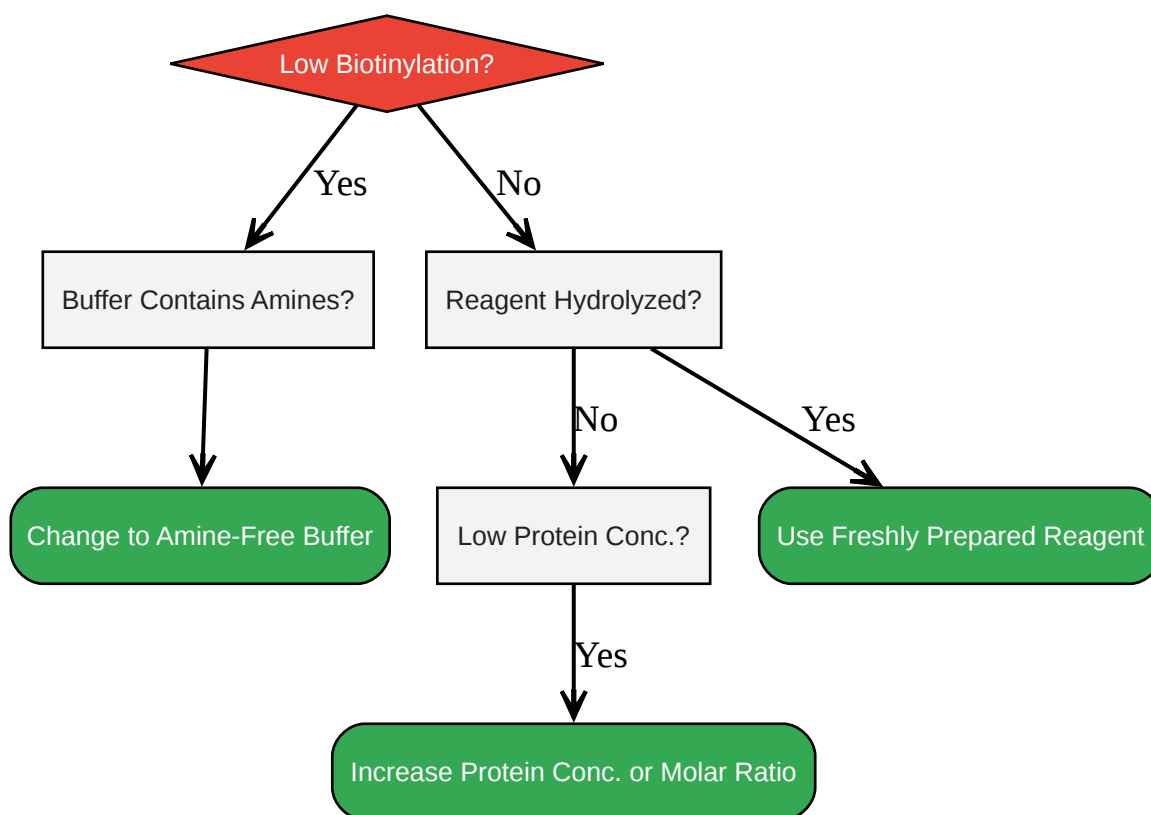 Low Biotinylation?
Yes
No
Buffer Contains Amines?
Reagent Hydrolyzed?
No
Yes
Change to Amine-Free Buffer
Low Protein Conc.?
Use Freshly Prepared Reagent
Yes
Increase Protein Conc. or Molar Ratio